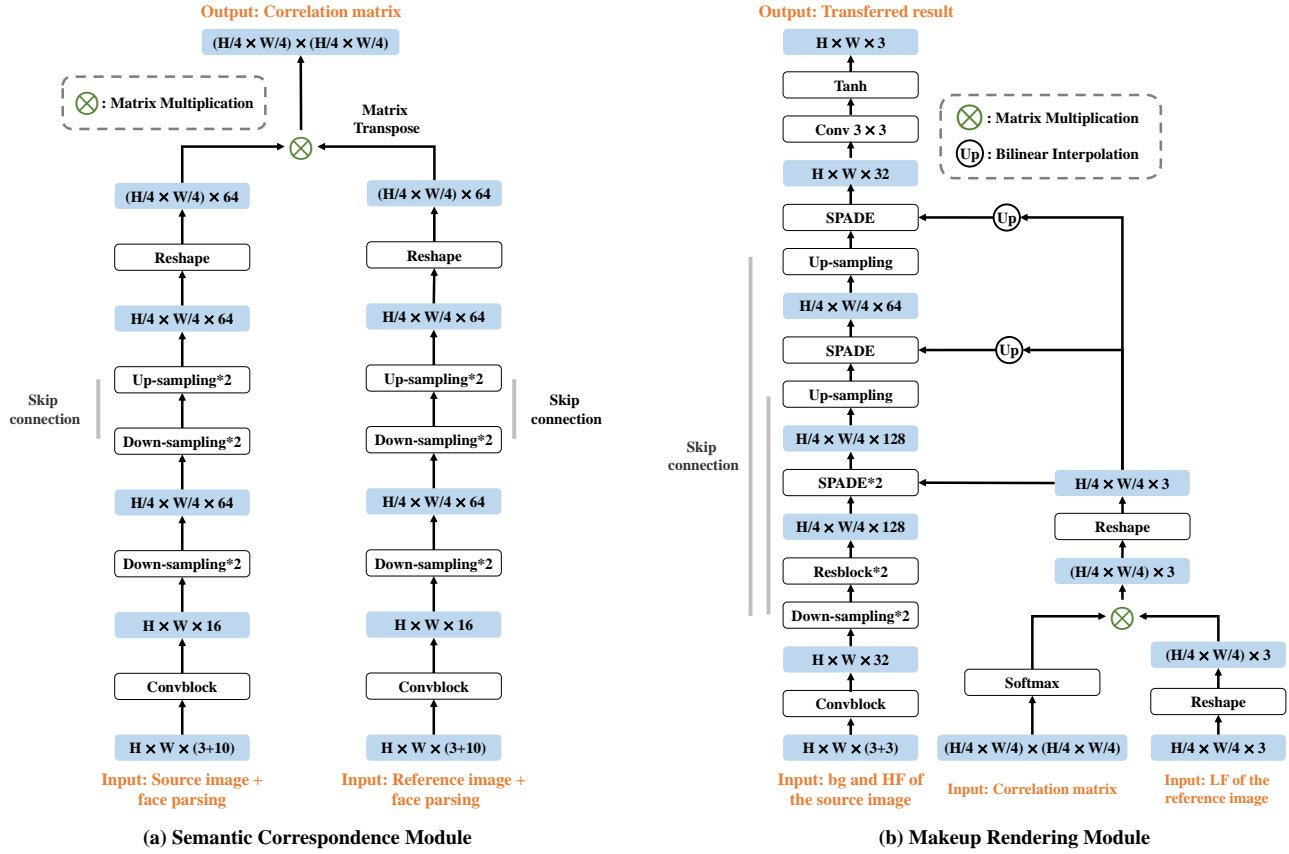 Output: Correlation matrix
(H/4 × W/4) × (H/4 × W/4)
: Matrix Multiplication
Matrix
Transpose
(H/4 × W/4) × 64
Reshape
H/4 × W/4 × 64
Up-sampling*2
Skip
connection
Down-sampling*2
H/4 × W/4 × 64
Down-sampling*2
H × W × 16
Convblock
H × W × (3+10)
Input: Source image +
face parsing
(H/4 × W/4) × 64
Reshape
H/4 × W/4 × 64
Up-sampling*2
Skip
connection
Down-sampling*2
H/4 × W/4 × 64
Down-sampling*2
H × W × 16
Convblock
H × W × (3+10)
Input: Reference image +
face parsing
(a) Semantic Correspondence Module
Output: Transferred result
H × W × 3
Tanh
Conv 3 × 3
H × W × 32
SPADE
Up-sampling
H/4 × W/4 × 64
SPADE
Up-sampling
H/4 × W/4 × 128
SPADE*2
H/4 × W/4 × 128
Resblock*2
Down-sampling*2
H × W × 32
Convblock
H × W × (3+3)
Input: bg and HF of
the source image
Skip
connection
: Matrix Multiplication
Up
: Bilinear Interpolation
Up
Up
H/4 × W/4 × 3
Reshape
(H/4 × W/4) × 3
Softmax
(H/4 × W/4) × (H/4 × W/4)
Input: Correlation matrix
(H/4 × W/4) × 3
Reshape
H/4 × W/4 × 3
Input: LF of the
reference image
(b) Makeup Rendering Module